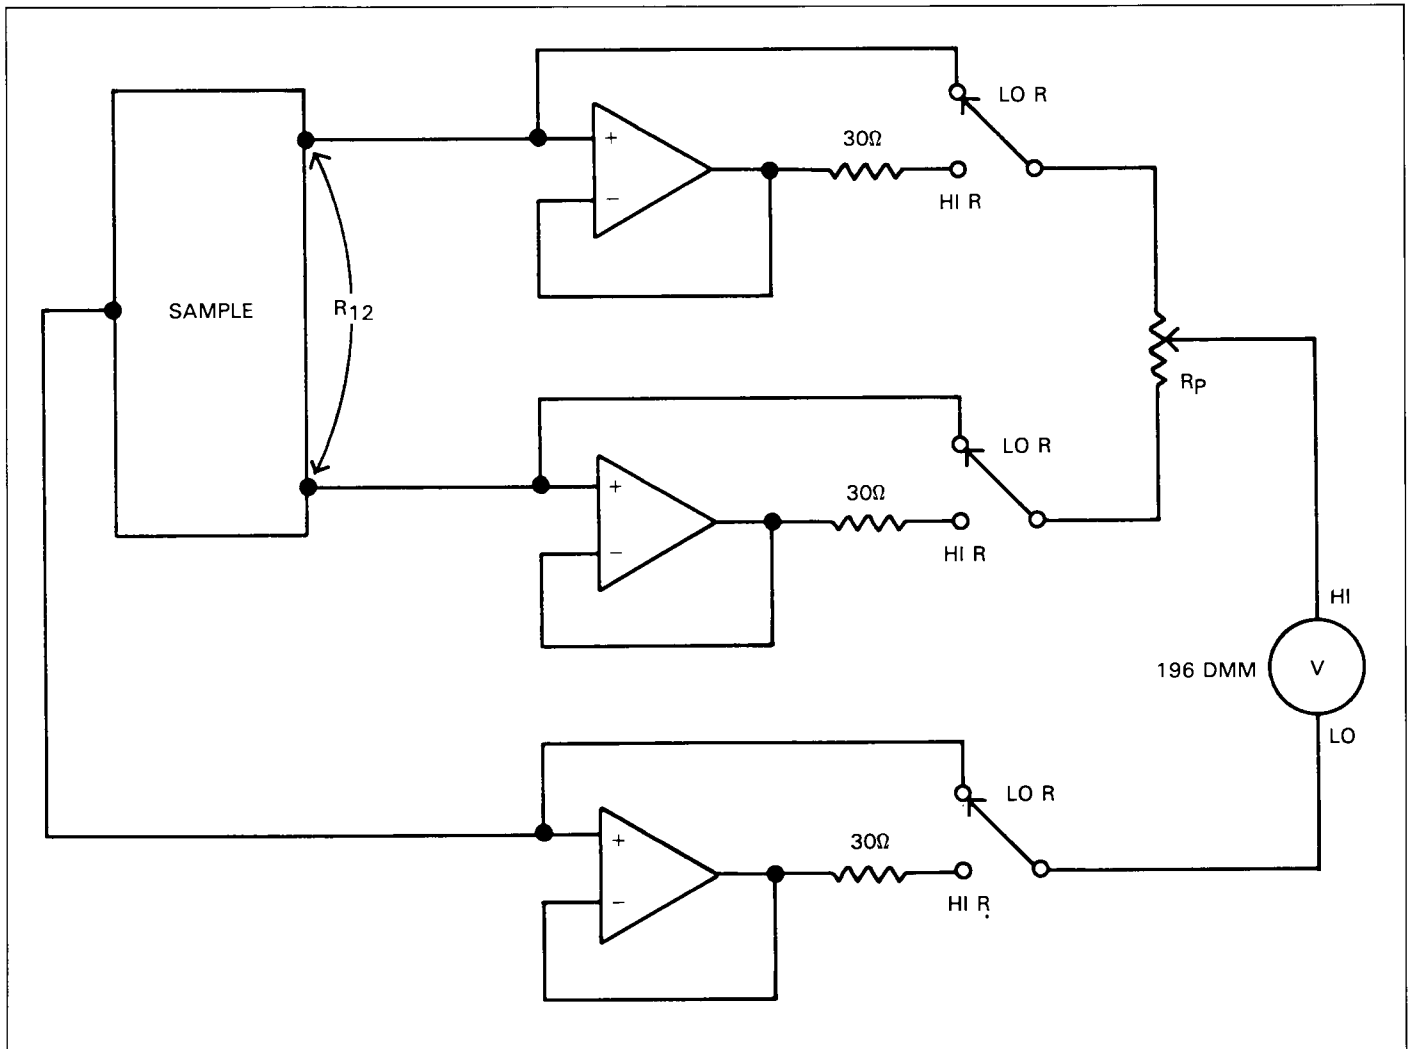 LO R
+
30Ω
−
HI R
SAMPLE
R12
RP
LO R
+
30Ω
−
HI R
HI
196 DMM
V
LO
LO R
+
30Ω
−
HI R